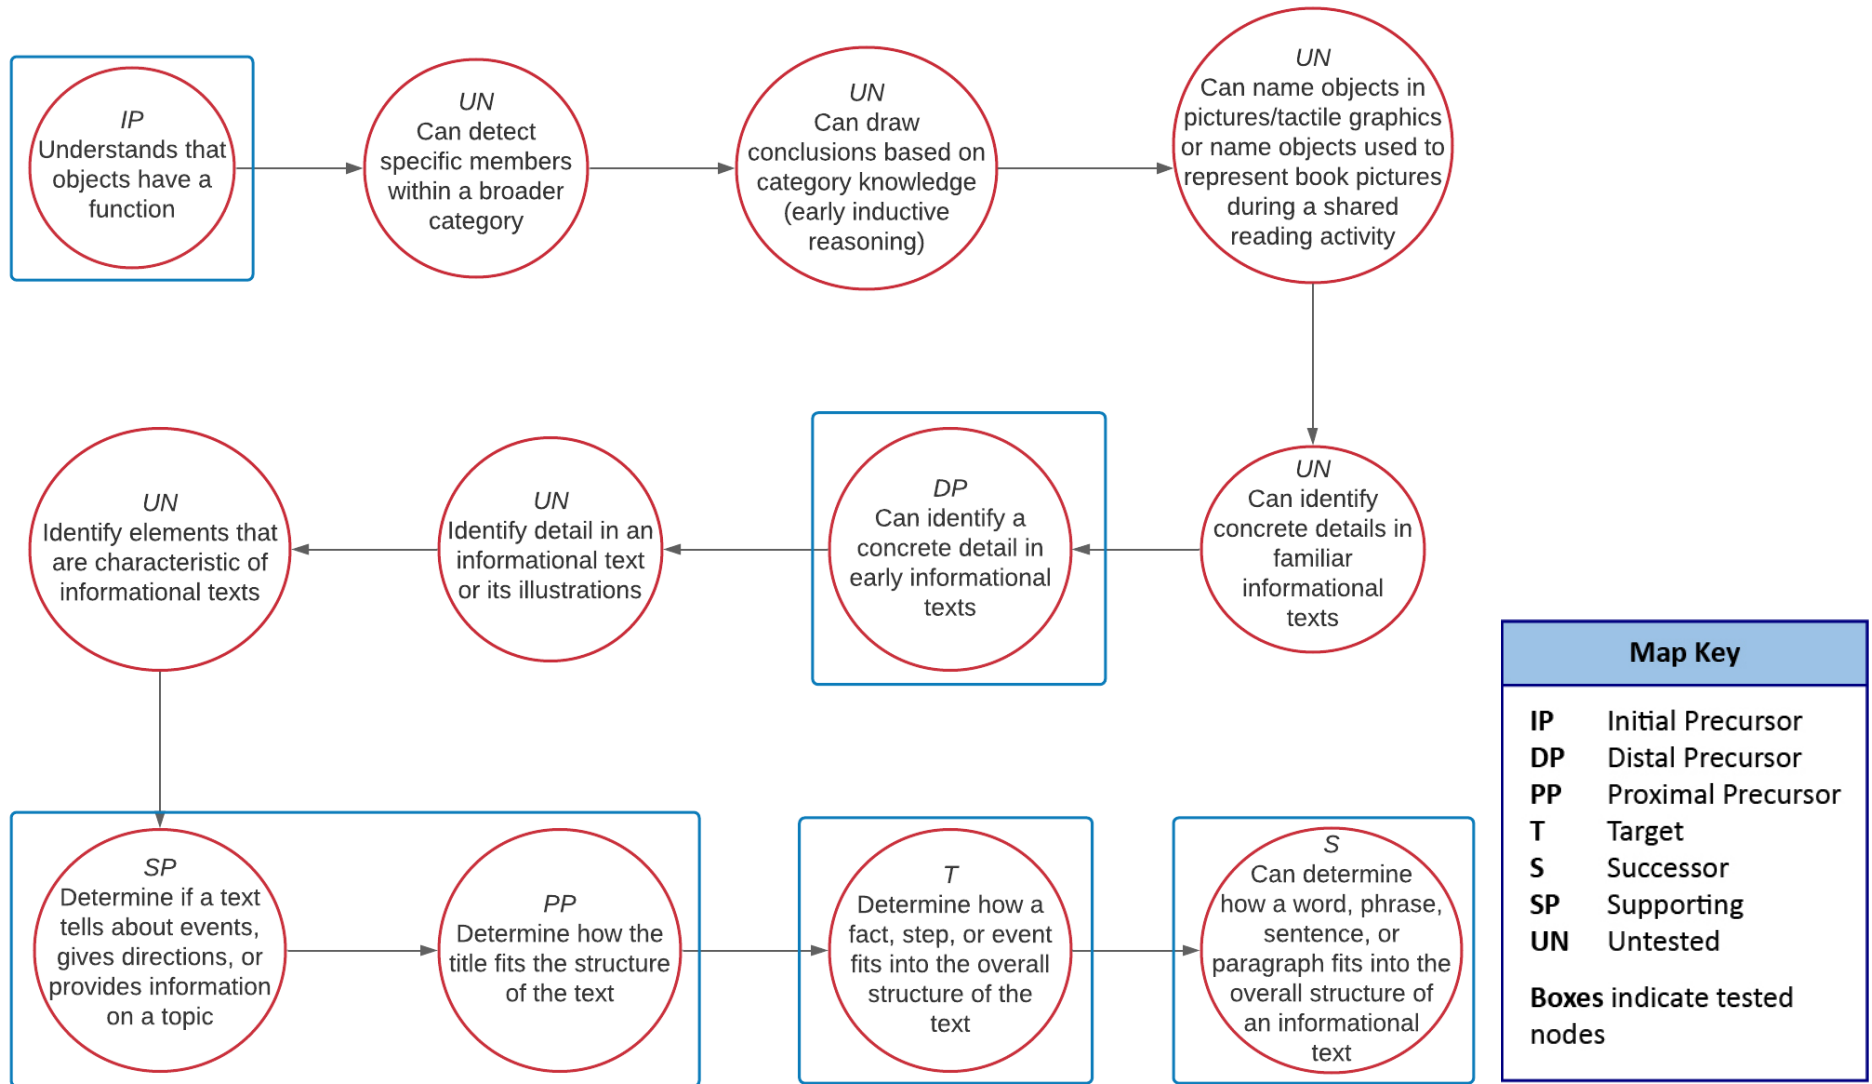 IP
Understands that
objects have a
function
UN
Can detect
specific members
within a broader
category
UN
Can draw
conclusions based on
category knowledge
(early inductive
reasoning)
UN
Can name objects in
pictures/tactile graphics
or name objects used to
represent book pictures
during a shared
reading activity
UN
Can identify
concrete details in
familiar
informational
texts
DP
Can identify a
concrete detail in
early informational
texts
UN
Identify detail in an
informational text
or its illustrations
UN
Identify elements that
are characteristic of
informational texts
SP
Determine if a text
tells about events,
gives directions, or
provides information
on a topic
PP
Determine how the
title fits the structure
of the text
T
Determine how a
fact, step, or event
fits into the overall
structure of the
text
S
Can determine
how a word, phrase,
sentence, or
paragraph fits into the
overall structure of
an informational
text
Map Key
IP Initial Precursor
DP Distal Precursor
PP Proximal Precursor
T Target
S Successor
SP Supporting
UN Untested
Boxes indicate tested
nodes